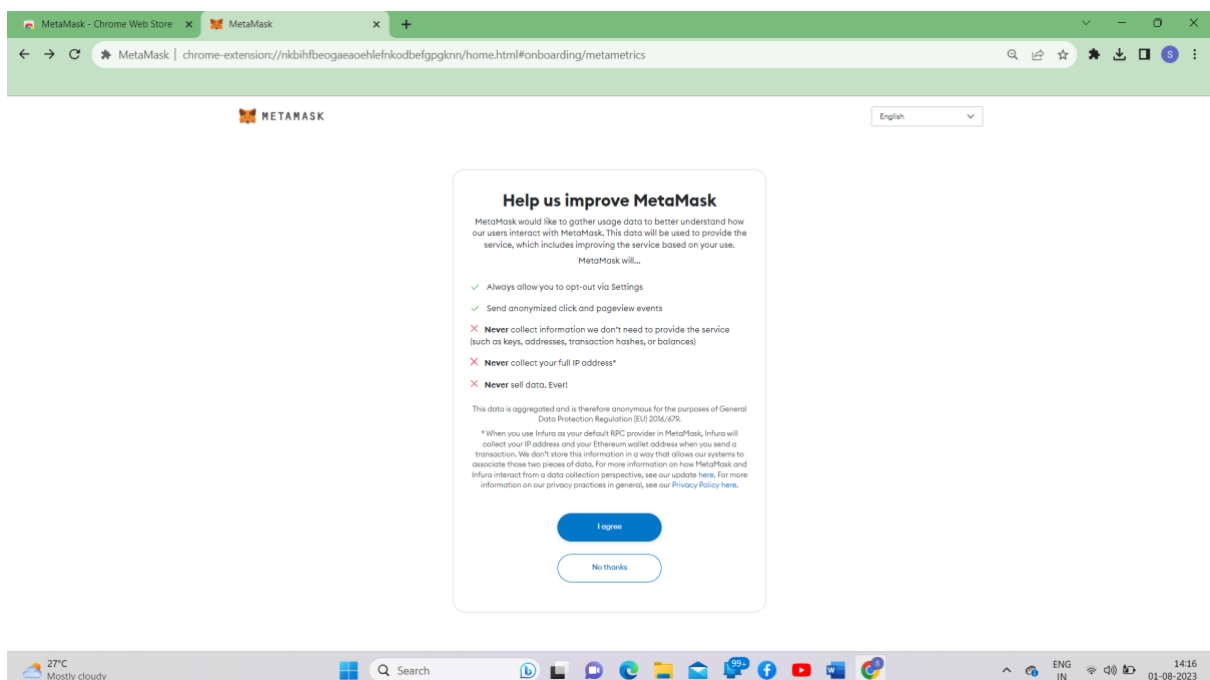 MetaMask - Chrome Web Store
MetaMask
MetaMask | chrome-extension://nkbihfbeogaeaoehlefnkodbefgpgknn/home.html#onboarding/metametrics
S
METAMASK
English
Help us improve MetaMask
MetaMask would like to gather usage data to better understand how
our users interact with MetaMask. This data will be used to provide the
service, which includes improving the service based on your use.
MetaMask will...
Always allow you to opt-out via Settings
Send anonymized click and pageview events
Never collect information we don't need to provide the service
(such as keys, addresses, transaction hashes, or balances)
Never collect your full IP address*
Never sell data. Ever!
This data is aggregated and is therefore anonymous for the purposes of General
Data Protection Regulation (EU) 2016/679.
* When you use Infura as your default RPC provider in MetaMask, Infura will
collect your IP address and your Ethereum wallet address when you send a
transaction. We don't store this information in a way that allows our systems to
associate those two pieces of data. For more information on how MetaMask and
Infura interact from a data collection perspective, see our update here. For more
information on our privacy practices in general, see our Privacy Policy here.
I agree
No thanks
27°C
Mostly cloudy
Search
99+
ENG
IN
14:16
01-08-2023